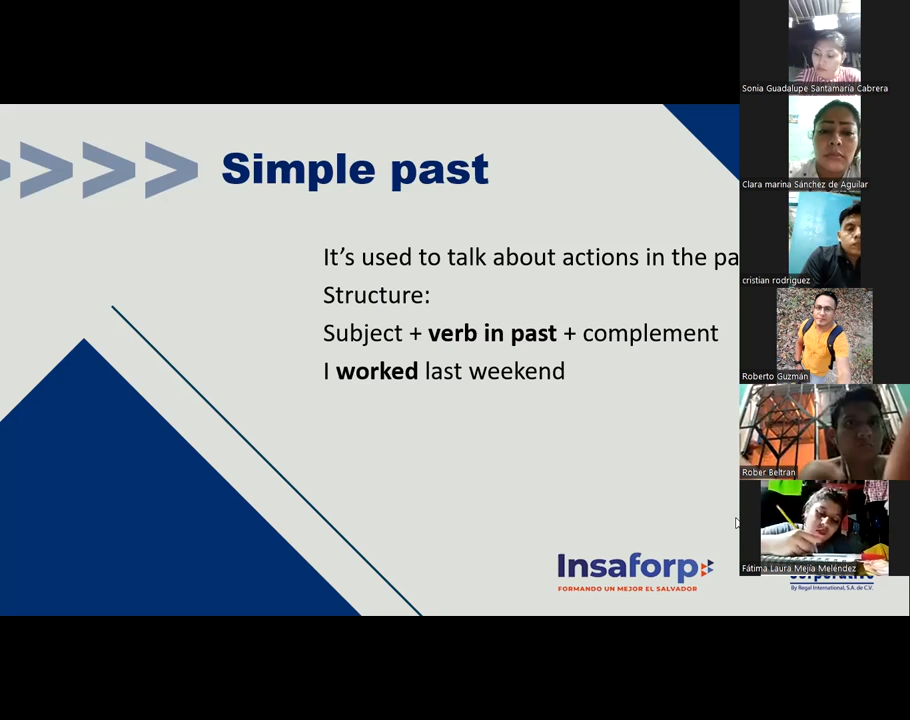 Simple past
It’s used to talk about actions in the pa
Structure:
Subject + verb in past + complement
I worked last weekend
Insaforp
FORMANDO UN MEJOR EL SALVADOR
By Regal International, S.A. de C.V.
Sonia Guadalupe Santamaría Cabrera
Clara marina Sánchez de Aguilar
cristian rodriguez
Roberto Guzmán
Rober Beltran
Fátima Laura Mejía Meléndez